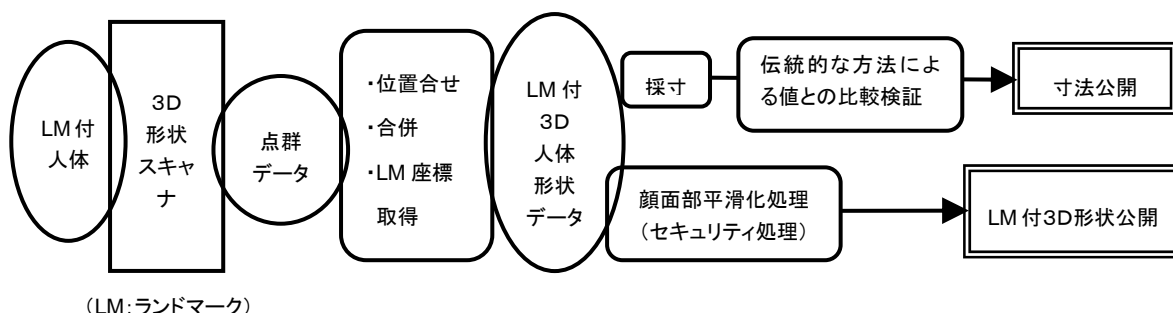 LM付
人体
3D
形状
スキャ
ナ
点群
データ
・位置合せ
・合併
・LM座標
取得
LM付
3D
人体
形状
データ
採寸
伝統的な方法によ
る値との比較検証
寸法公開
顔面部平滑化処理
(セキュリティ処理)
LM付3D形状公開
(LM:ランドマーク)